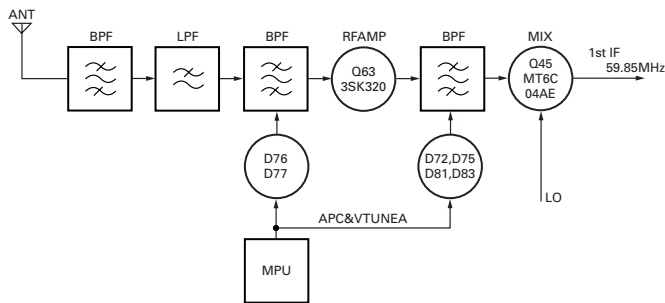 ANT
BPF
LPF
BPF
RFAMP
BPF
MIX
Q63
3SK320
Q45
MT6C
04AE
1st IF
59.85MHz
D76
D77
D72,D75
D81,D83
LO
APC&VTUNEA
MPU